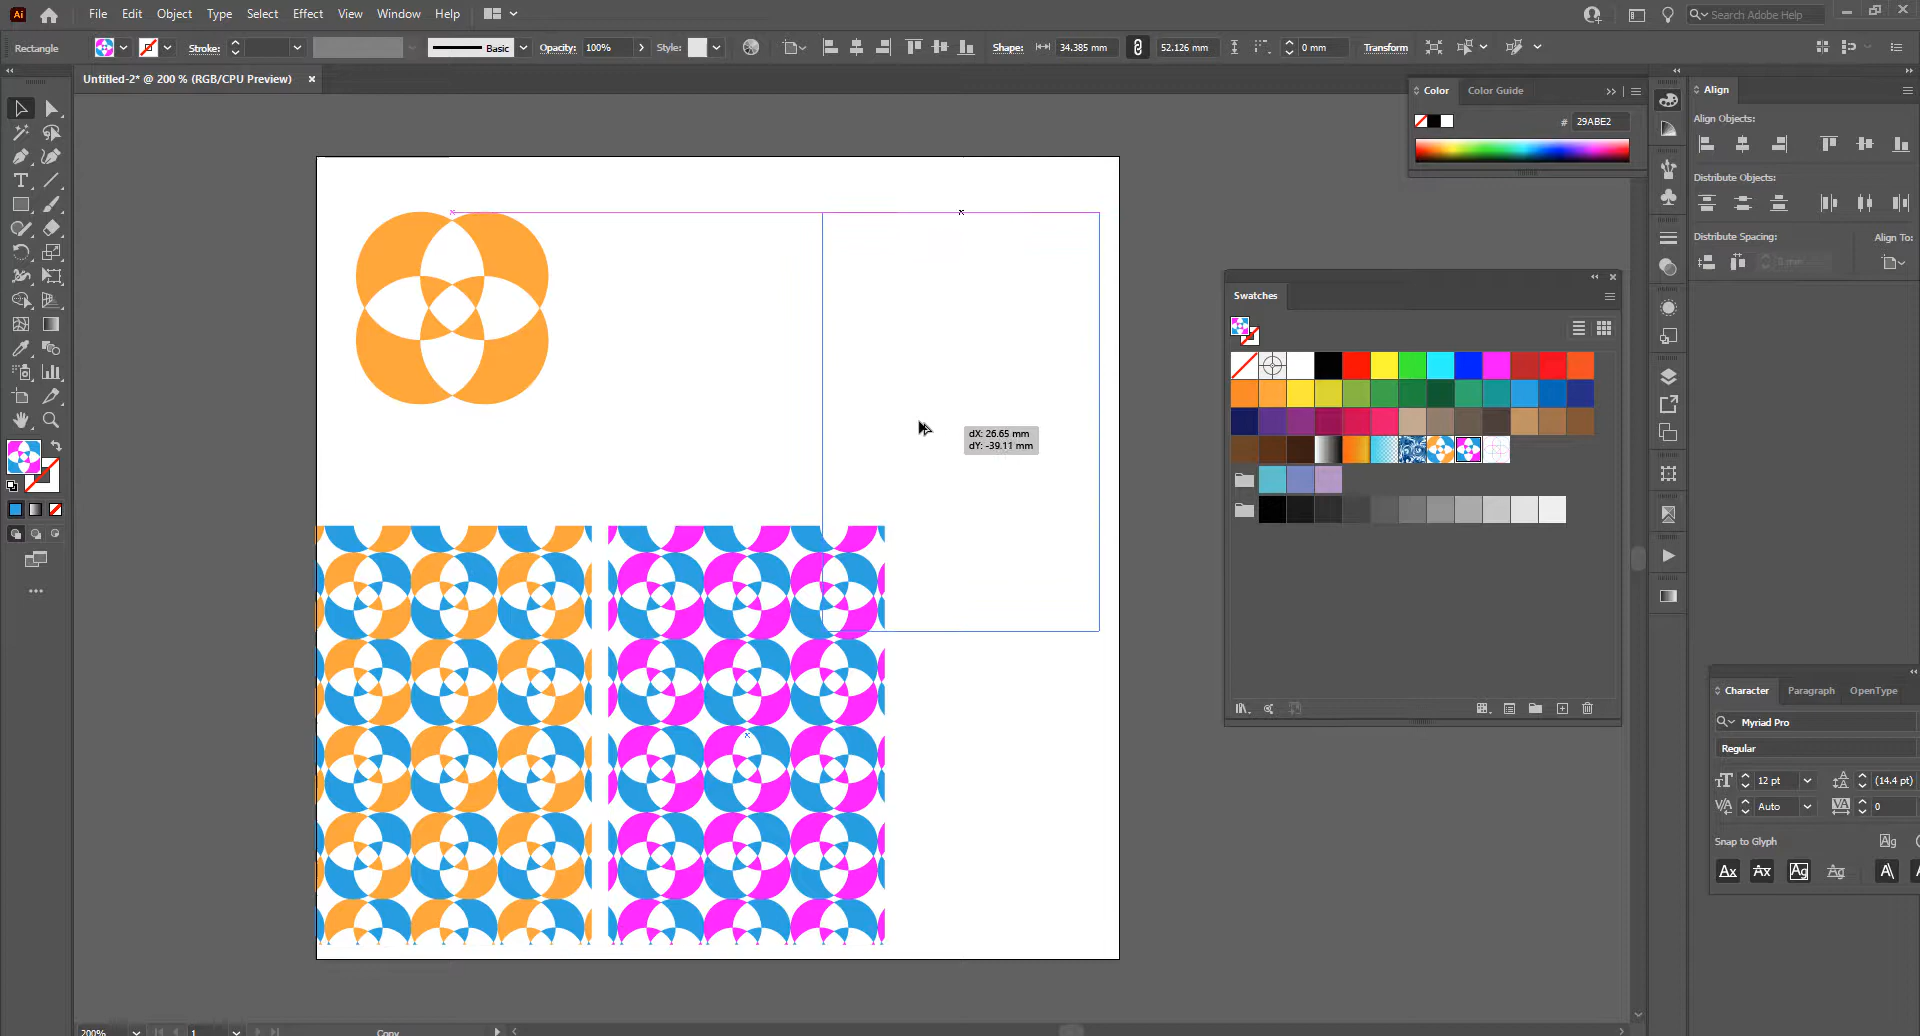 Ai File Edit Object Type Select Effect View Window Help Search Adobe Help
Rectangle Stroke: Basic Opacity: 100% Style: Shape: 34.385 mm 52.126 mm 0 mm Transform
Untitled-2* @ 200 % (RGB/CPU Preview) ×
Color Color Guide
# 29ABE2
Align
Align Objects:
Distribute Objects:
Distribute Spacing: Align To:
Swatches
dX: 26.65 mm
dY: -39.11 mm
Character Paragraph OpenType
Myriad Pro
Regular
12 pt (14.4 pt)
Auto 0
Snap to Glyph
200% 1 Copy